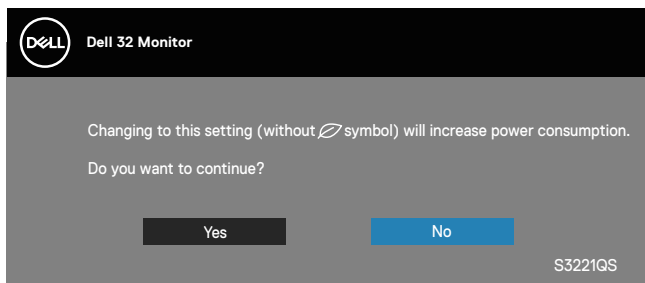 DELL
Dell 32 Monitor
Changing to this setting (without symbol) will increase power consumption.
Do you want to continue?
Yes
No
S3221QS